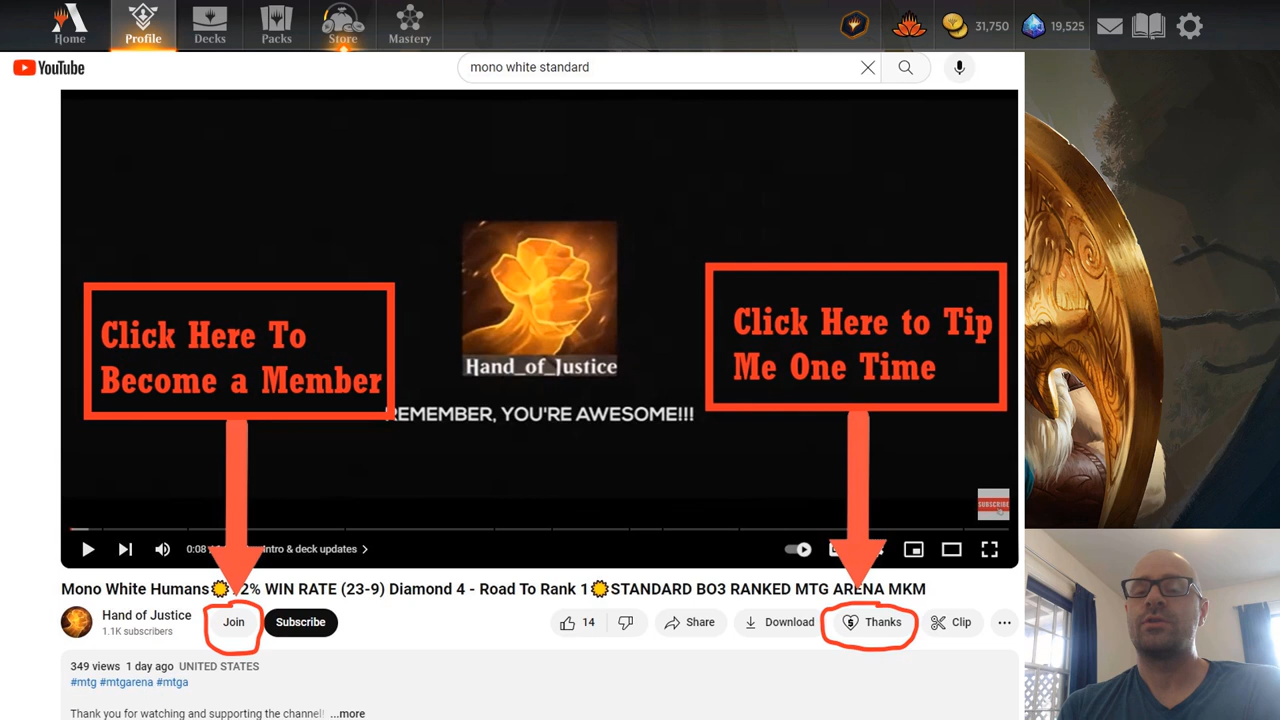 Home
Profile
Decks
Packs
Store
Mastery
31,750
19,525
YouTube
mono white standard
Click Here To
Become a Member
Hand_of_Justice
Click Here to Tip
Me One Time
REMEMBER, YOU'RE AWESOME!!!
SUBSCRIBE
0:08
Intro & deck updates
Mono White Humans 2% WIN RATE (23-9) Diamond 4 - Road To Rank 1 STANDARD BO3 RANKED MTG ARENA MKM
Hand of Justice
1.1K subscribers
Join
Subscribe
14
Share
Download
Thanks
Clip
349 views 1 day ago UNITED STATES
#mtg #mtgarena #mtga
Thank you for watching and supporting the channel! ...more